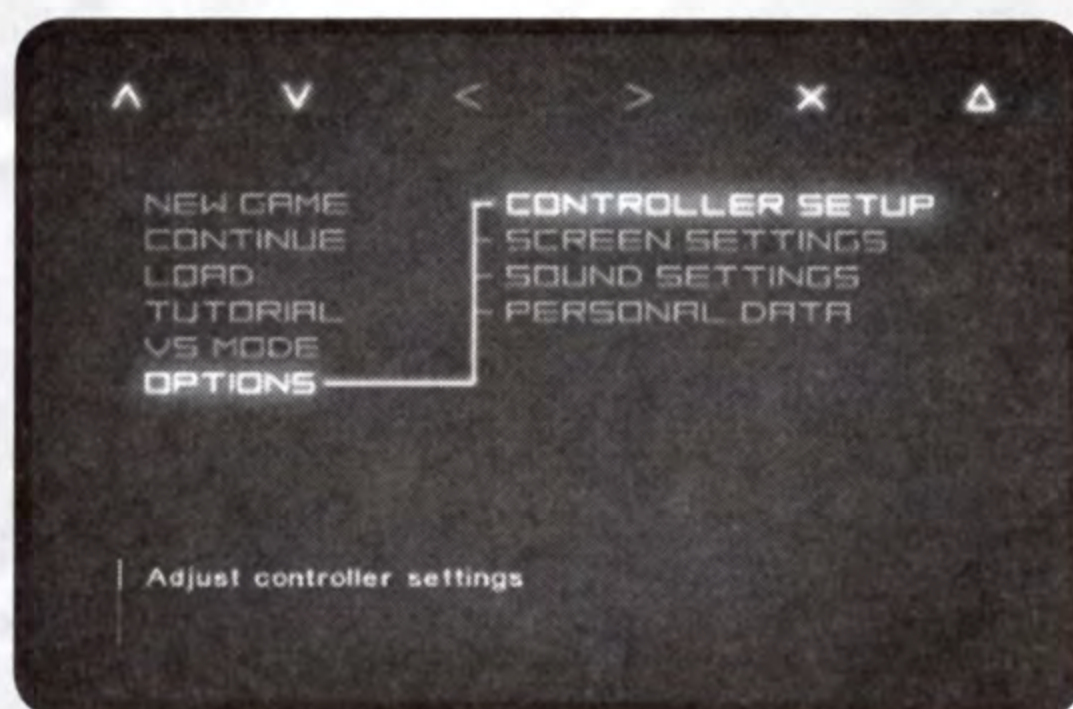 NEW GAME
CONTINUE
LOAD
TUTORIAL
VS MODE
OPTIONS
CONTROLLER SETUP
SCREEN SETTINGS
SOUND SETTINGS
PERSONAL DATA
Adjust controller settings